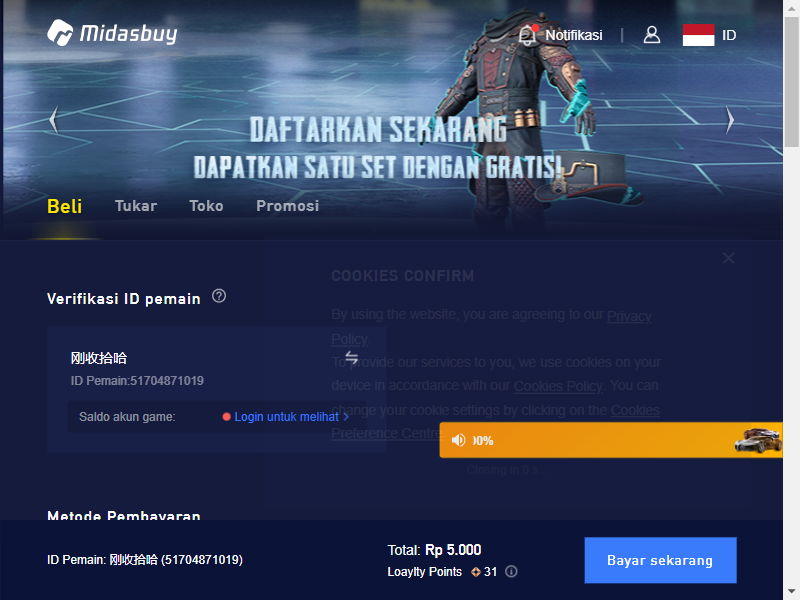 Midasbuy
Notifikasi | ID
DAFTARKAN SEKARANG
DAPATKAN SATU SET DENGAN GRATIS!
Beli Tukar Toko Promosi
COOKIES CONFIRM
By using the website, you are agreeing to our Privacy
Policy.
To provide our services to you, we use cookies on your
device in accordance with our Cookies Policy. You can
change your cookie settings by clicking on the Cookies
Preference Centre
Closing in 0 s.
Verifikasi ID pemain
刚收拾哈
ID Pemain:51704871019
Saldo akun game: Login untuk melihat >
00%
Metode Pembayaran
ID Pemain: 刚收拾哈 (51704871019)
Total: Rp 5.000
Loaylty Points 31
Bayar sekarang